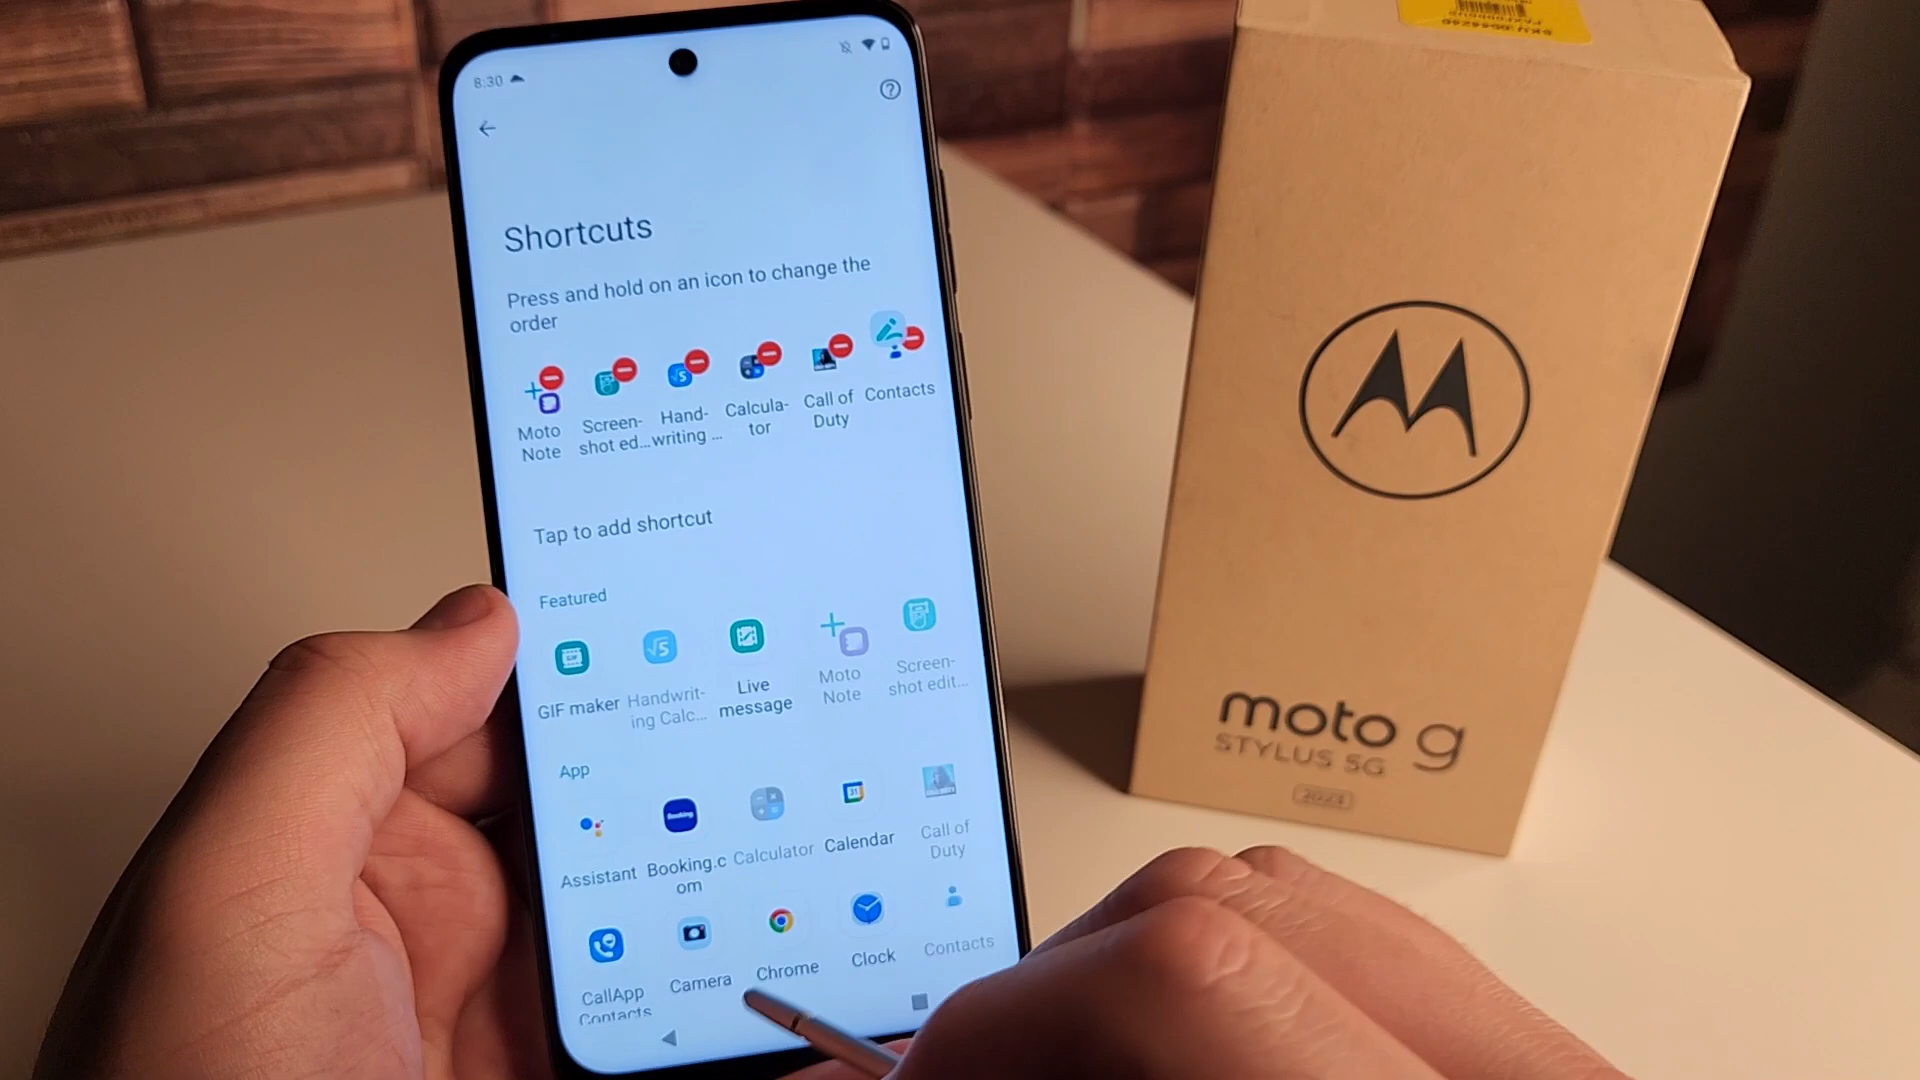 8:30
Shortcuts
Press and hold on an icon to change the
order
Moto
Note
Screen-
shot ed...
Hand-
writing ...
Calcula-
tor
Call of
Duty
Contacts
Tap to add shortcut
Featured
GIF maker
Handwrit-
ing Calc...
Live
message
Moto
Note
Screen-
shot edit...
App
Assistant
Booking.c
om
Calculator
Calendar
Call of
Duty
CallApp
Contacts
Camera
Chrome
Clock
Contacts
moto g
STYLUS 5G
2023